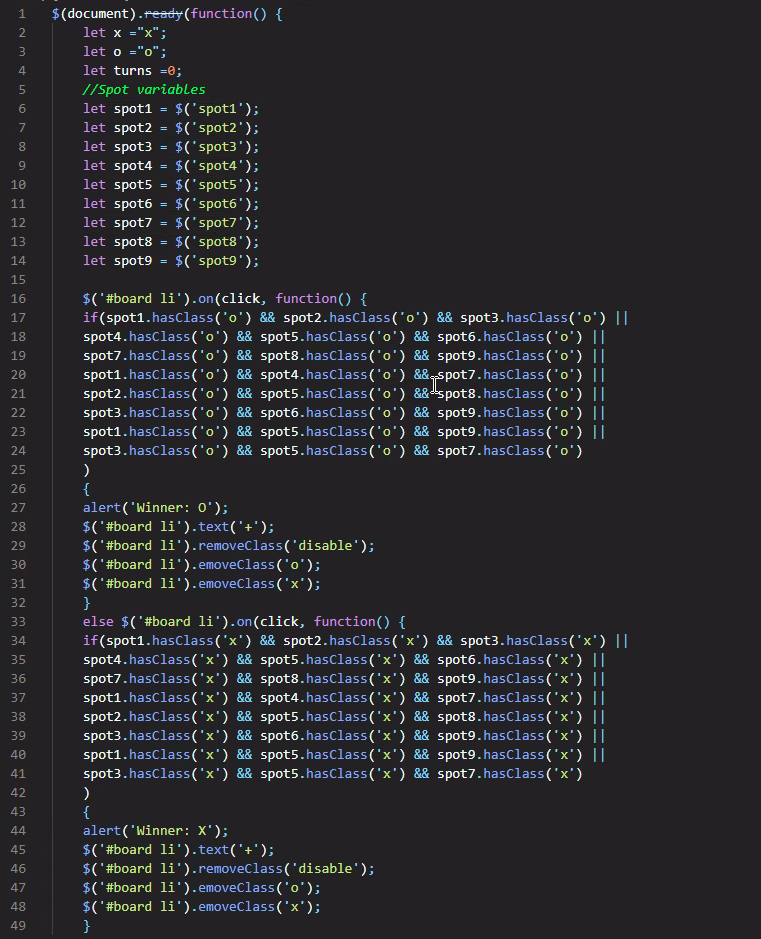 1 $(document).ready(function() {
2 let x ="x";
3 let o ="o";
4 let turns =0;
5 //Spot variables
6 let spot1 = $('spot1');
7 let spot2 = $('spot2');
8 let spot3 = $('spot3');
9 let spot4 = $('spot4');
10 let spot5 = $('spot5');
11 let spot6 = $('spot6');
12 let spot7 = $('spot7');
13 let spot8 = $('spot8');
14 let spot9 = $('spot9');
15
16 $('#board li').on(click, function() {
17 if(spot1.hasClass('o') && spot2.hasClass('o') && spot3.hasClass('o') ||
18 spot4.hasClass('o') && spot5.hasClass('o') && spot6.hasClass('o') ||
19 spot7.hasClass('o') && spot8.hasClass('o') && spot9.hasClass('o') ||
20 spot1.hasClass('o') && spot4.hasClass('o') && spot7.hasClass('o') ||
21 spot2.hasClass('o') && spot5.hasClass('o') && spot8.hasClass('o') ||
22 spot3.hasClass('o') && spot6.hasClass('o') && spot9.hasClass('o') ||
23 spot1.hasClass('o') && spot5.hasClass('o') && spot9.hasClass('o') ||
24 spot3.hasClass('o') && spot5.hasClass('o') && spot7.hasClass('o')
25 )
26 {
27 alert('Winner: O');
28 $('#board li').text('+');
29 $('#board li').removeClass('disable');
30 $('#board li').emoveClass('o');
31 $('#board li').emoveClass('x');
32 }
33 else $('#board li').on(click, function() {
34 if(spot1.hasClass('x') && spot2.hasClass('x') && spot3.hasClass('x') ||
35 spot4.hasClass('x') && spot5.hasClass('x') && spot6.hasClass('x') ||
36 spot7.hasClass('x') && spot8.hasClass('x') && spot9.hasClass('x') ||
37 spot1.hasClass('x') && spot4.hasClass('x') && spot7.hasClass('x') ||
38 spot2.hasClass('x') && spot5.hasClass('x') && spot8.hasClass('x') ||
39 spot3.hasClass('x') && spot6.hasClass('x') && spot9.hasClass('x') ||
40 spot1.hasClass('x') && spot5.hasClass('x') && spot9.hasClass('x') ||
41 spot3.hasClass('x') && spot5.hasClass('x') && spot7.hasClass('x')
42 )
43 {
44 alert('Winner: X');
45 $('#board li').text('+');
46 $('#board li').removeClass('disable');
47 $('#board li').emoveClass('o');
48 $('#board li').emoveClass('x');
49 }